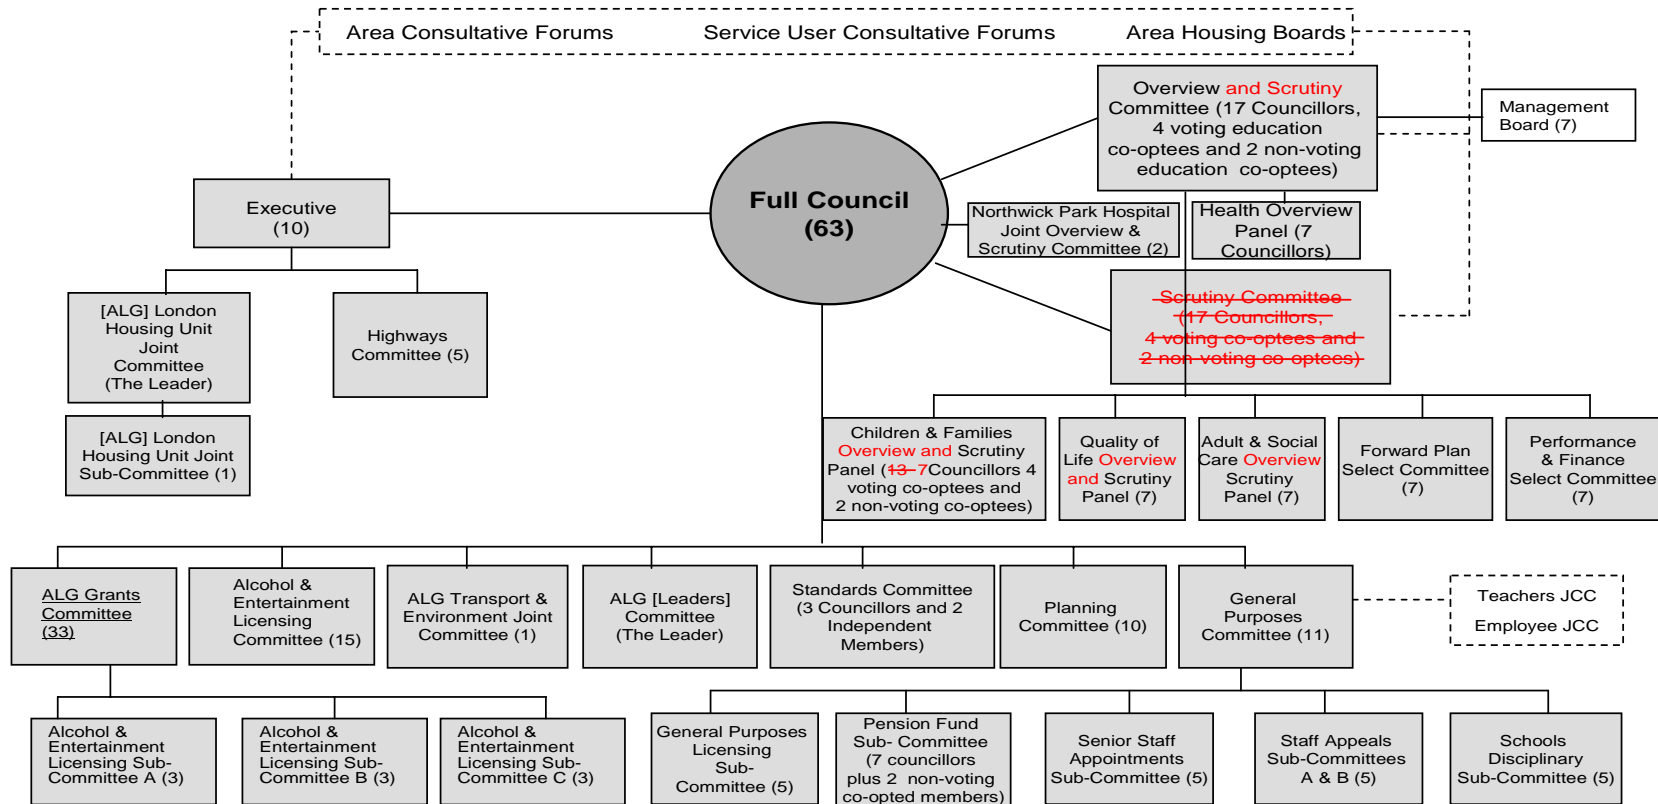 Area Consultative Forums
Service User Consultative Forums
Area Housing Boards
Overview and Scrutiny
Committee (17 Councillors,
4 voting education
co-optees and 2 non-voting
education co-optees)
Management
Board (7)
Full Council
(63)
Executive
(10)
Northwick Park Hospital
Joint Overview &
Scrutiny Committee (2)
Health Overview
Panel (7
Councillors)
Scrutiny Committee
(17 Councillors,
4 voting co-optees and
2 non-voting co-optees)
[ALG] London
Housing Unit
Joint
Committee
(The Leader)
Highways
Committee (5)
[ALG] London
Housing Unit Joint
Sub-Committee (1)
Children & Families
Overview and Scrutiny
Panel (13 7Councillors 4
voting co-optees and
2 non-voting co-optees)
Quality of
Life Overview
and Scrutiny
Panel (7)
Adult & Social
Care Overview
Scrutiny
Panel (7)
Forward Plan
Select Committee
(7)
Performance
& Finance
Select Committee
(7)
ALG Grants
Committee
(33)
Alcohol &
Entertainment
Licensing
Committee (15)
ALG Transport &
Environment Joint
Committee (1)
ALG [Leaders]
Committee
(The Leader)
Standards Committee
(3 Councillors and 2
Independent
Members)
Planning
Committee (10)
General
Purposes
Committee (11)
Teachers JCC
Employee JCC
Alcohol &
Entertainment
Licensing Sub-
Committee A (3)
Alcohol &
Entertainment
Licensing Sub-
Committee B (3)
Alcohol &
Entertainment
Licensing Sub-
Committee C (3)
General Purposes
Licensing
Sub-
Committee (5)
Pension Fund
Sub- Committee
(7 councillors
plus 2 non-voting
co-opted members)
Senior Staff
Appointments
Sub-Committee (5)
Staff Appeals
Sub-Committees
A & B (5)
Schools
Disciplinary
Sub-Committee (5)